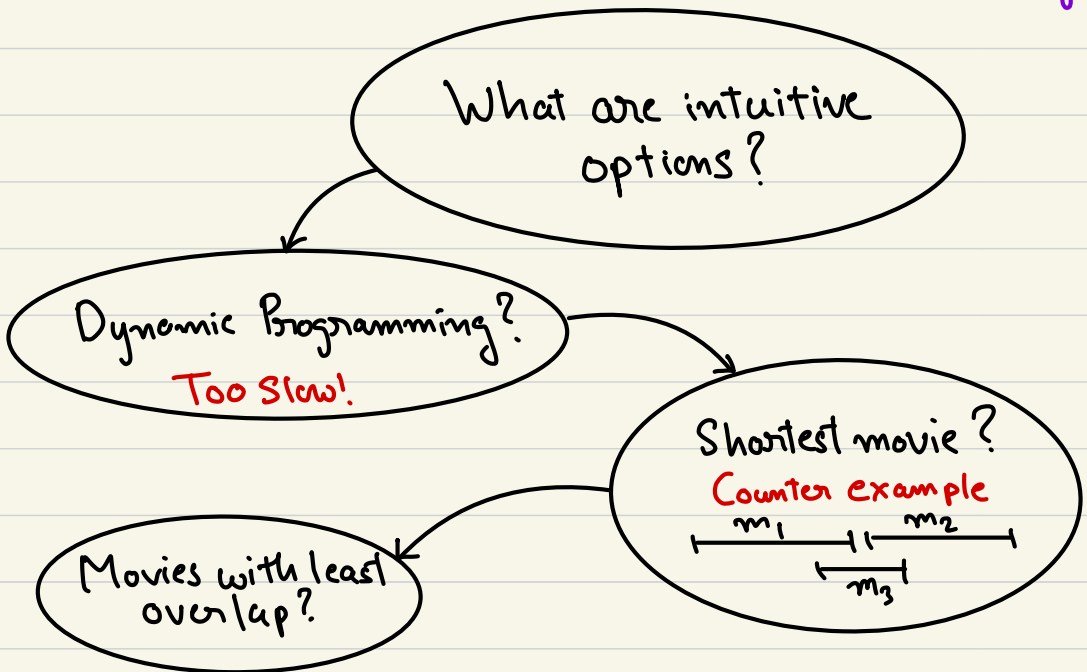 What are intuitive
options?
Dynamic Programming?
Too Slow!
Shortest movie?
Counter example
m1
m2
m3
Movies with least
overlap?